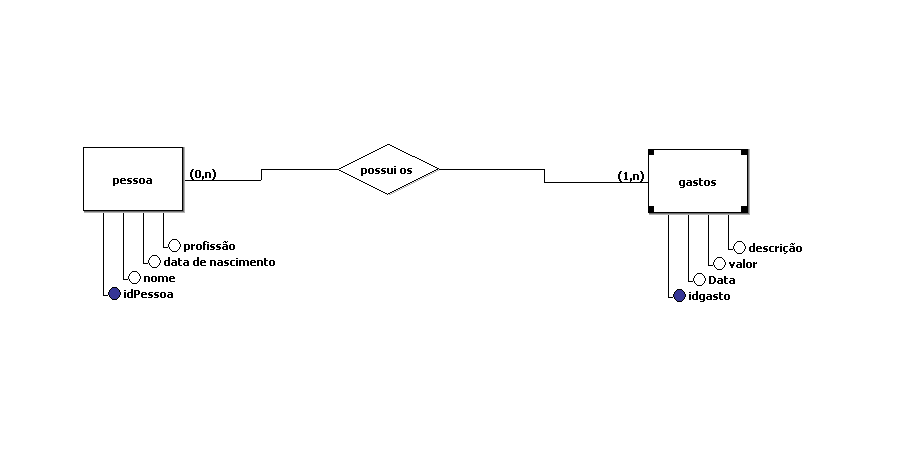 pessoa
(0,n)
possui os
(1,n)
gastos
profissão
data de nascimento
nome
idPessoa
descrição
valor
Data
idgasto